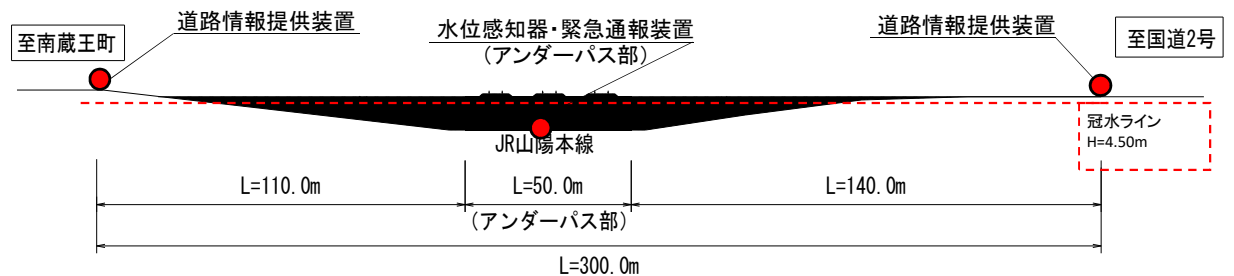 至南蔵王町
道路情報提供装置
水位感知器・緊急通報装置
(アンダーパス部)
道路情報提供装置
至国道2号
JR山陽本線
冠水ライン
H=4.50m
L=110.0m
L=50.0m
L=140.0m
(アンダーパス部)
L=300.0m